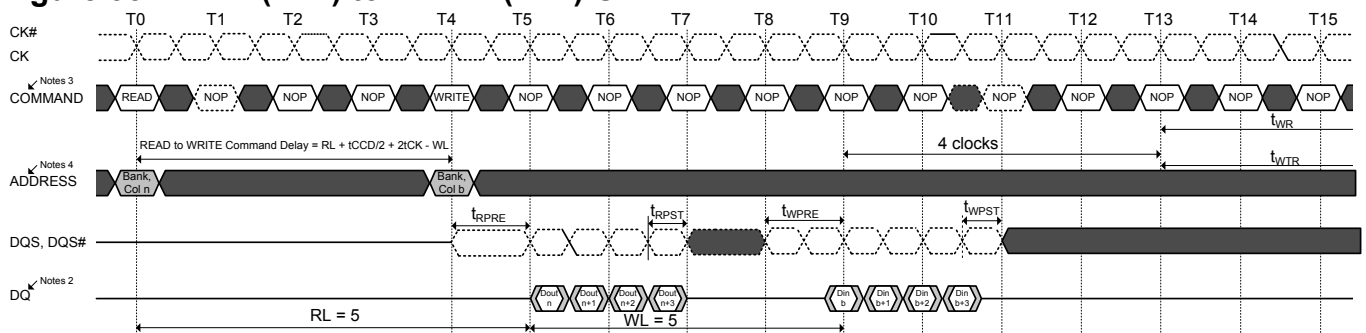 T0 T1 T2 T3 T4 T5 T6 T7 T8 T9 T10 T11 T12 T13 T14 T15
CK#
CK
Notes 3
COMMAND READ NOP NOP NOP WRITE NOP NOP NOP NOP NOP NOP NOP NOP NOP NOP NOP
tWR
READ to WRITE Command Delay = RL + tCCD/2 + 2tCK - WL
4 clocks
tWTR
Notes 4
ADDRESS
Bank,
Col n
Bank,
Col b
tRPRE tRPST tWPRE tWPST
DQS, DQS#
Notes 2
DQ
Dout
n
Dout
n+1
Dout
n+2
Dout
n+3
Din
b
Din
b+1
Din
b+2
Din
b+3
RL = 5 WL = 5